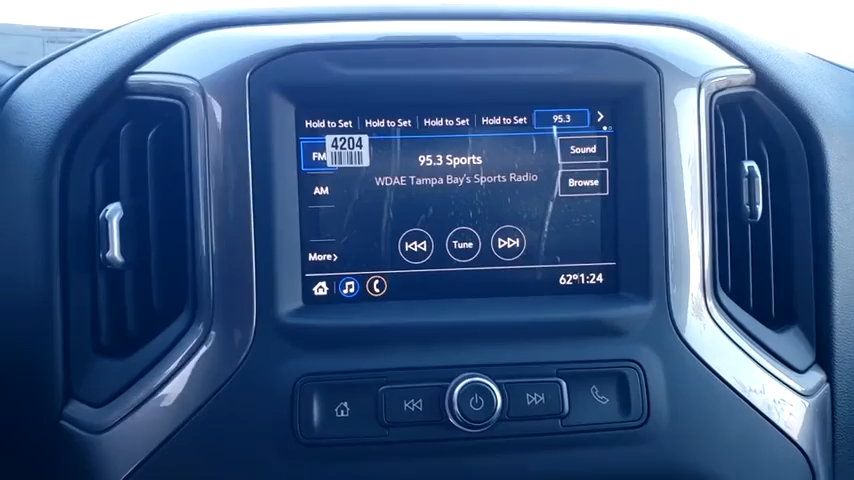 Hold to Set Hold to Set Hold to Set Hold to Set 95.3
FM 4204 95.3 Sports Sound
AM WDAE Tampa Bay's Sports Radio Browse
More Tune
62° 1:24